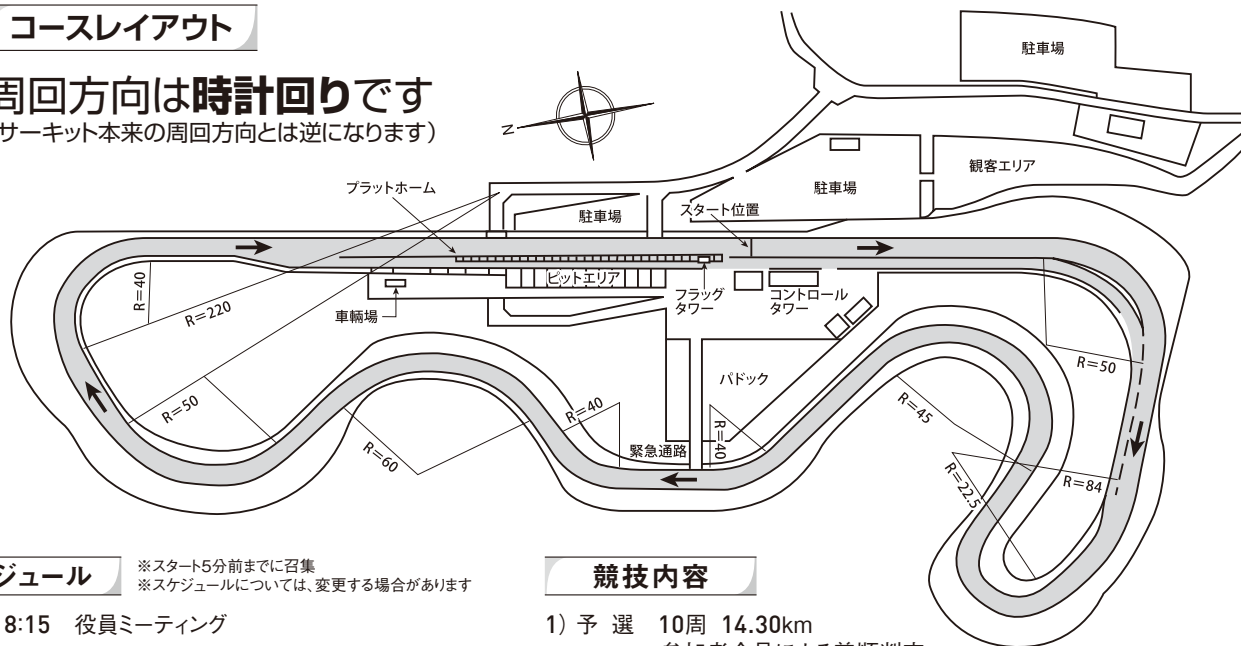 コースレイアウト
周回方向は時計回りです
サーキット本来の周回方向とは逆になります)
N
駐車場
観客エリア
駐車場
プラットホーム
駐車場
スタート位置
ピットエリア
フラッグ
タワー
コントロール
タワー
車輌場
R=40
R=220
R=50
R=60
R=40
R=40
緊急通路
パドック
R=45
R=50
R=22.5
R=84
ジュール
※スタート5分前までに召集
※スケジュールについては、変更する場合があります
8:15 役員ミーティング
競技内容
1) 予 選 10周 14.30km